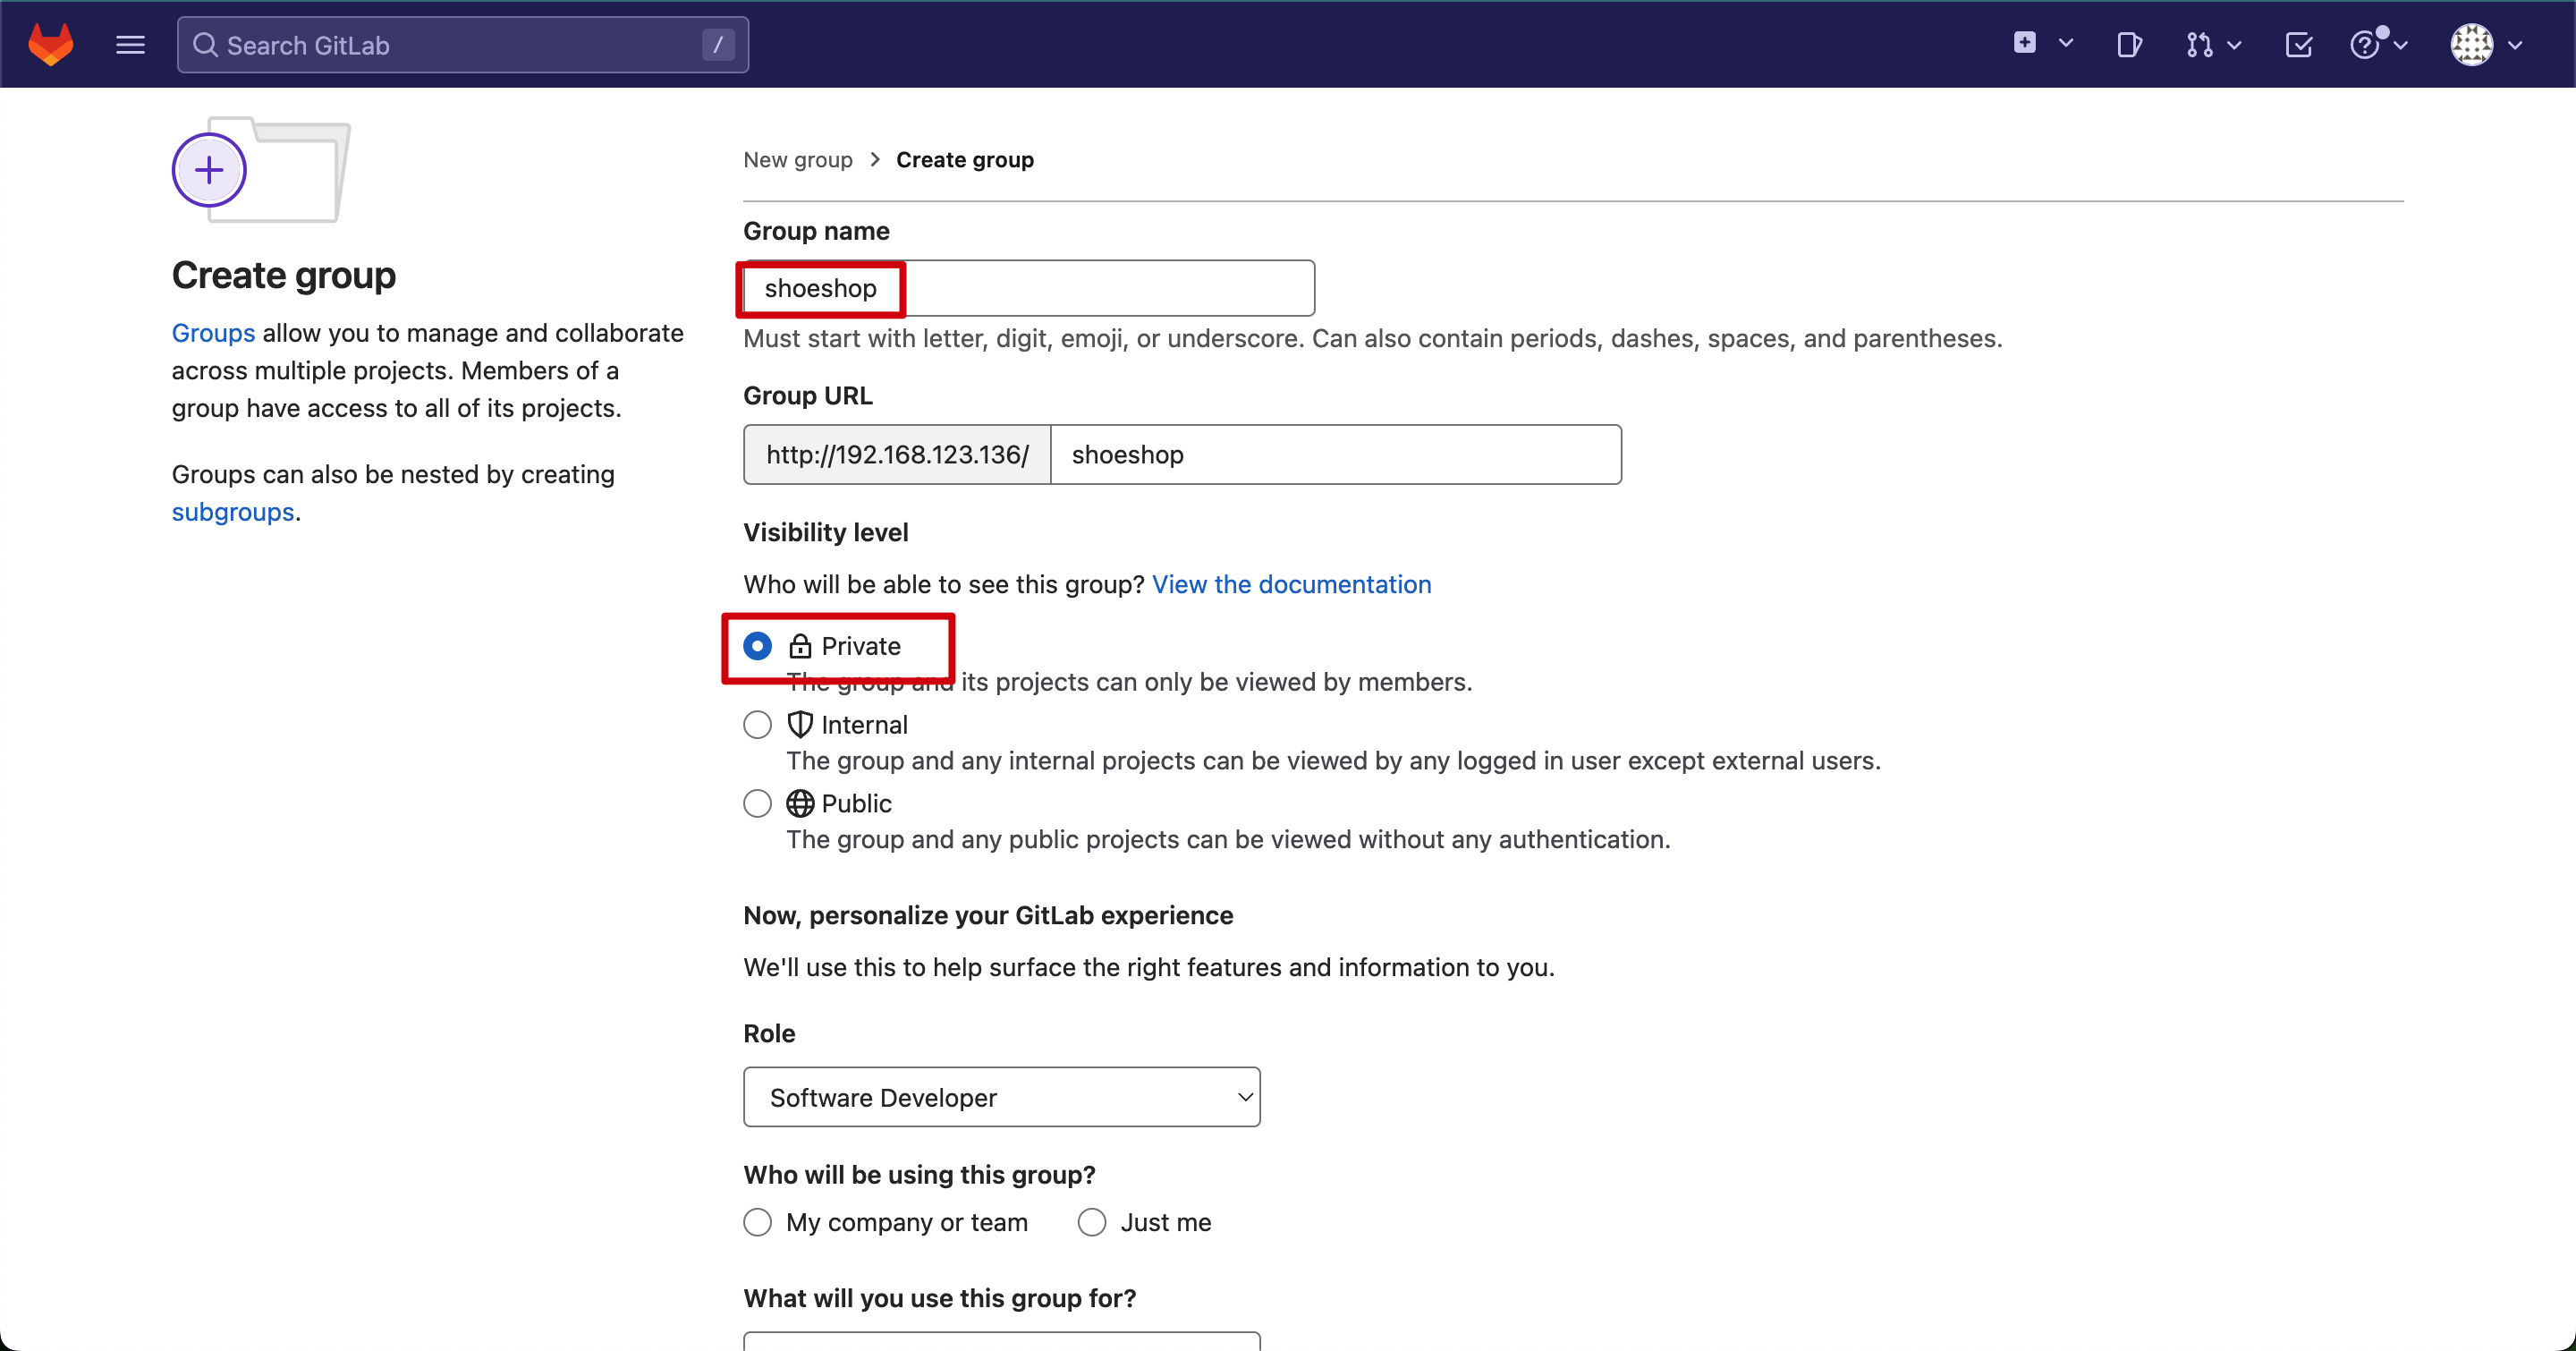 Search GitLab /
New group > Create group
Create group
Groups allow you to manage and collaborate
across multiple projects. Members of a
group have access to all of its projects.
Groups can also be nested by creating
subgroups.
Group name
shoeshop
Must start with letter, digit, emoji, or underscore. Can also contain periods, dashes, spaces, and parentheses.
Group URL
http://192.168.123.136/ shoeshop
Visibility level
Who will be able to see this group? View the documentation
Private
The group and its projects can only be viewed by members.
Internal
The group and any internal projects can be viewed by any logged in user except external users.
Public
The group and any public projects can be viewed without any authentication.
Now, personalize your GitLab experience
We'll use this to help surface the right features and information to you.
Role
Software Developer
Who will be using this group?
My company or team Just me
What will you use this group for?